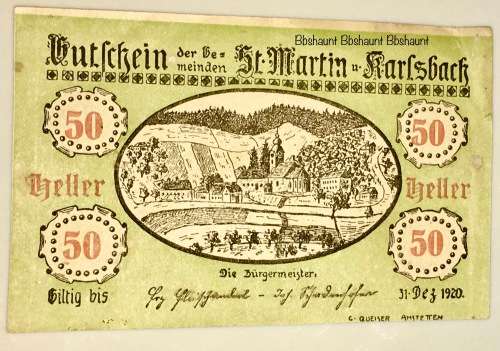 Bbshaunt Bbshaunt Bbshaunt
Gutschein der Ge=
meinden St. Martin u. Karlsbach
50 50
Heller Heller
50 50
Die Bürgermeister:
Giltig bis 31. Dez 1920.
C. QUEISER AMSTETTEN